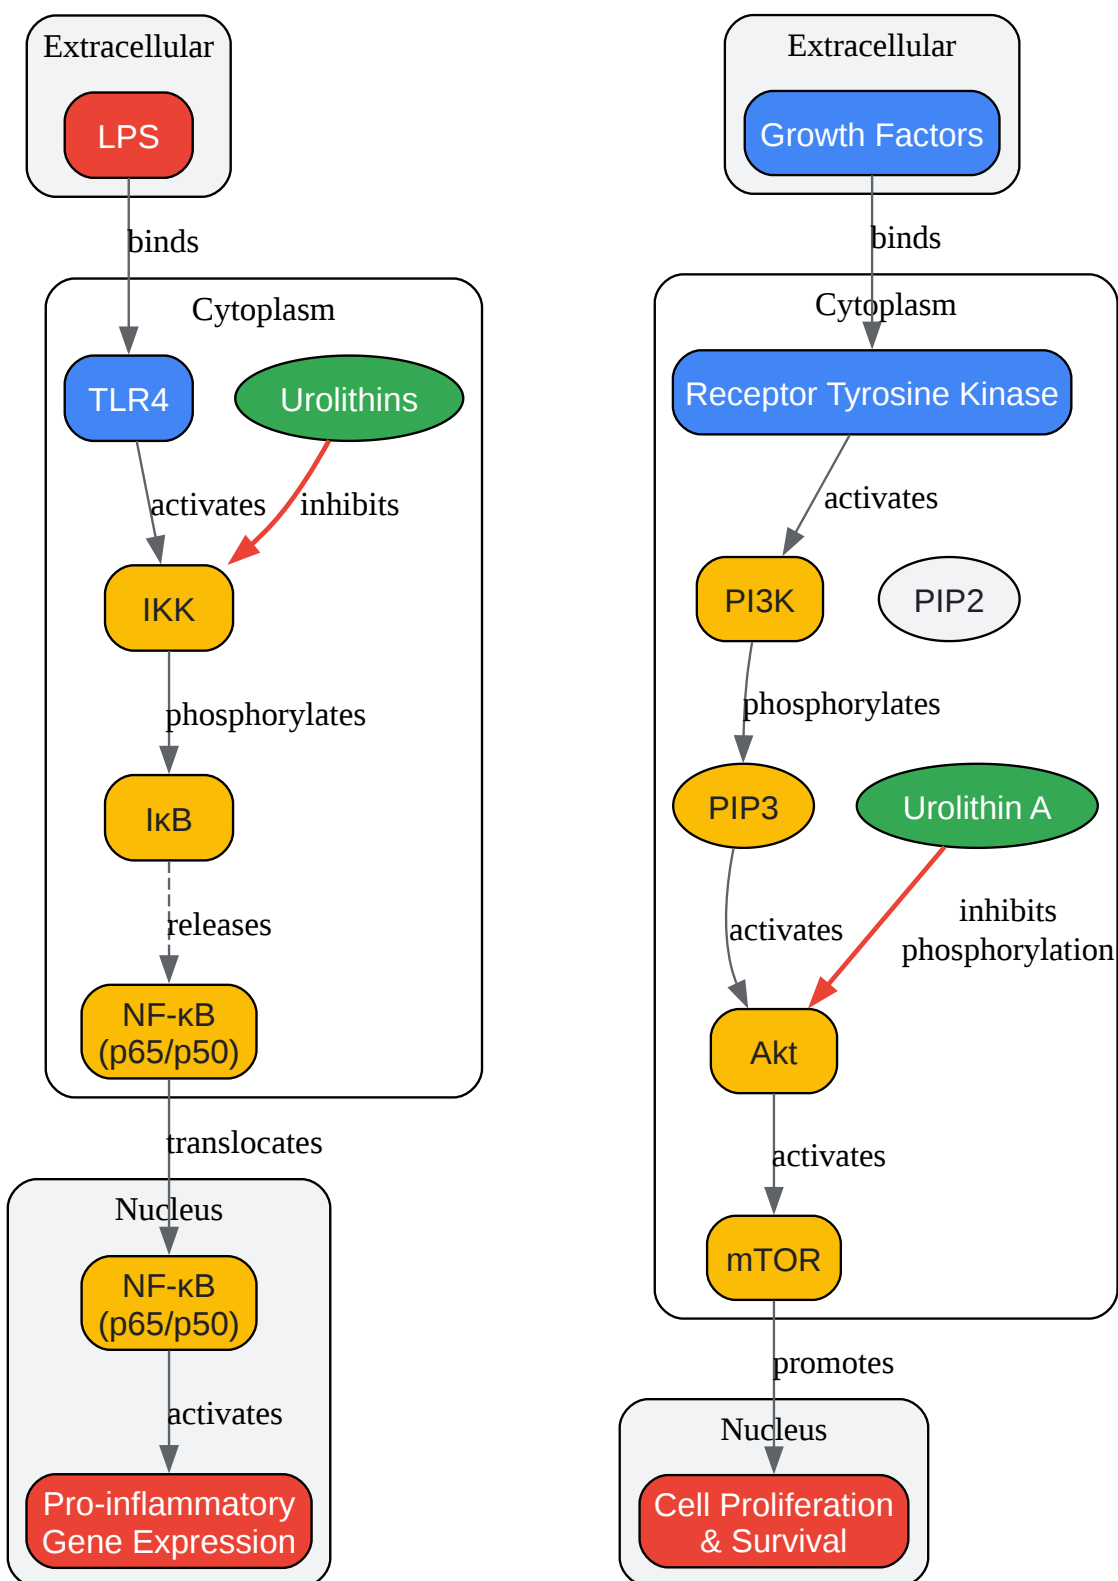 Extracellular
LPS
binds
Cytoplasm
TLR4
Urolithins
activates
inhibits
IKK
phosphorylates
IκB
releases
NF-κB
(p65/p50)
translocates
Nucleus
NF-κB
(p65/p50)
activates
Pro-inflammatory
Gene Expression
Extracellular
Growth Factors
binds
Cytoplasm
Receptor Tyrosine Kinase
activates
PI3K
PIP2
phosphorylates
PIP3
Urolithin A
activates
inhibits
phosphorylation
Akt
activates
mTOR
promotes
Nucleus
Cell Proliferation
& Survival